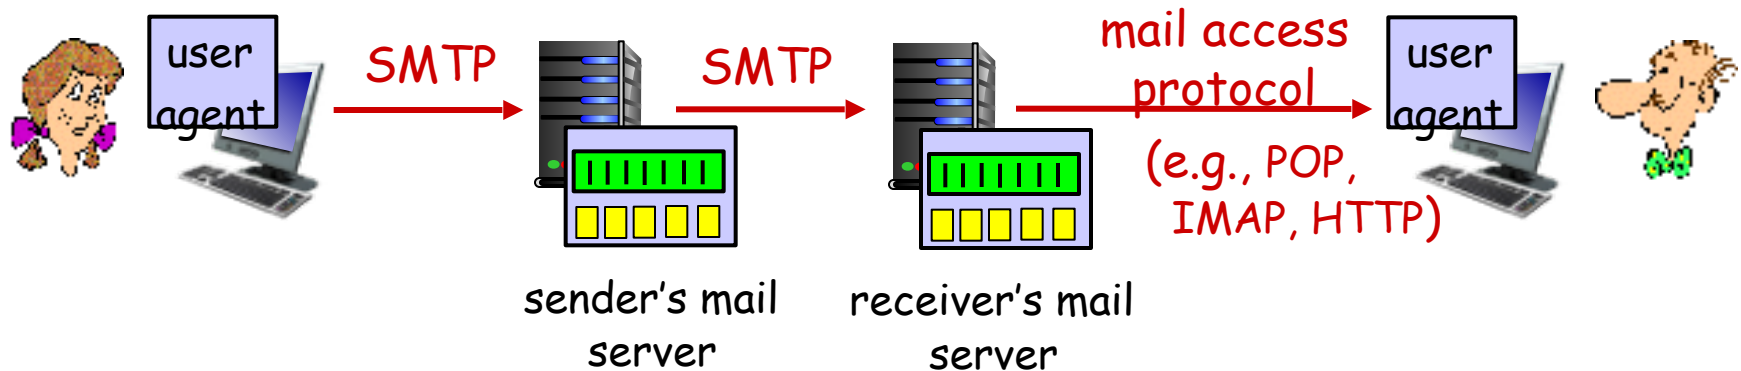 user
agent
SMTP
SMTP
mail access
protocol
(e.g., POP,
IMAP, HTTP)
user
agent
sender's mail
server
receiver's mail
server